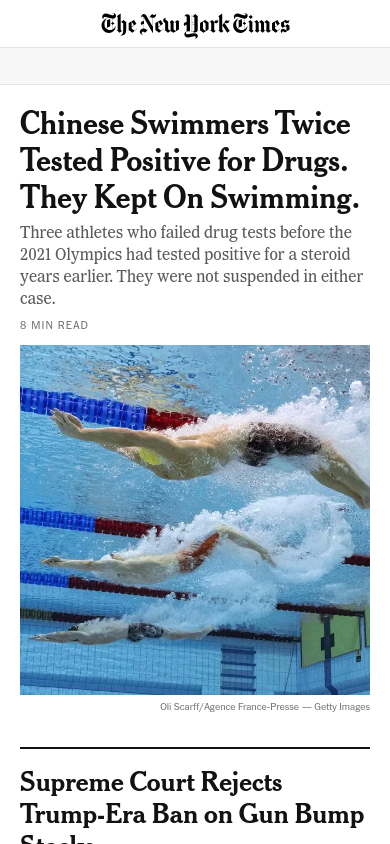 The New York Times
Chinese Swimmers Twice
Tested Positive for Drugs.
They Kept On Swimming.
Three athletes who failed drug tests before the
2021 Olympics had tested positive for a steroid
years earlier. They were not suspended in either
case.
8 MIN READ
Oli Scarff/Agence France-Presse — Getty Images
Supreme Court Rejects
Trump-Era Ban on Gun Bump
Stocks